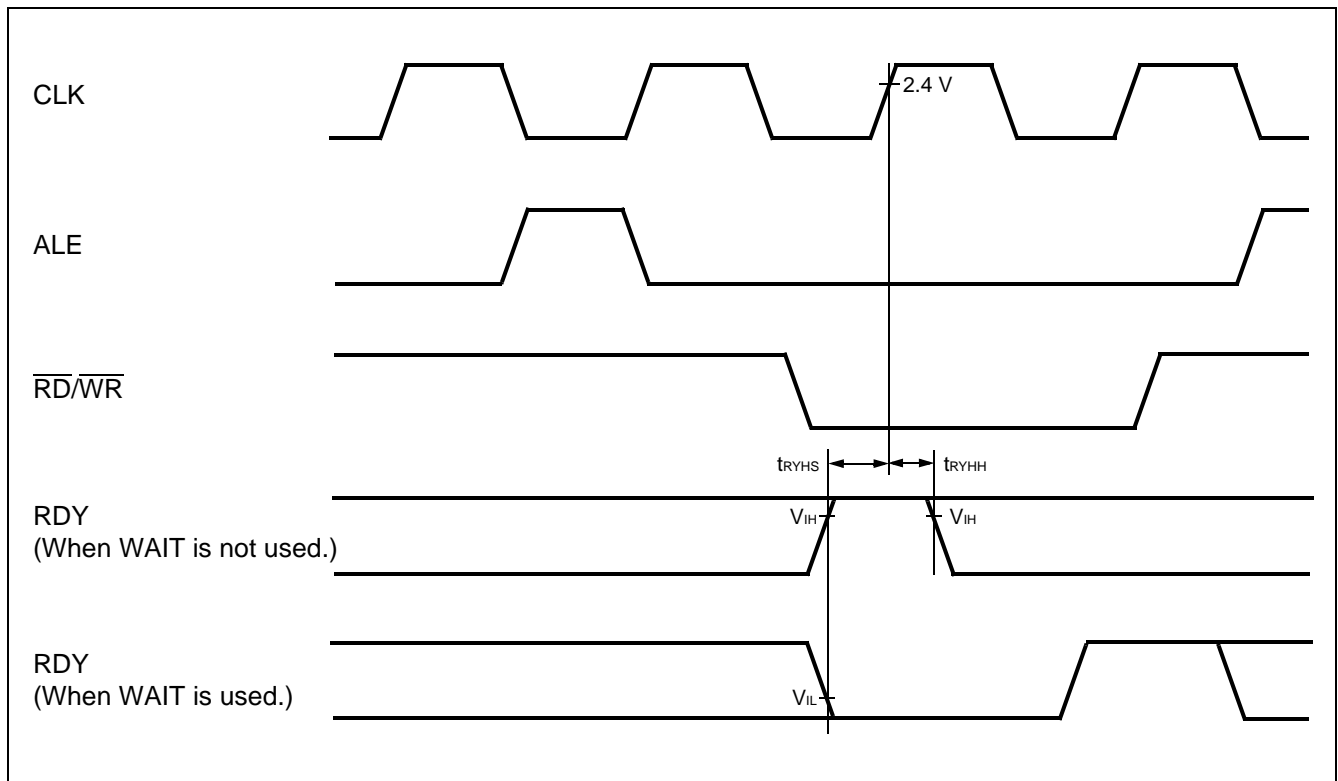 CLK
2.4 V
ALE
RD/WR
tRYHS
tRYHH
RDY
(When WAIT is not used.)
VIH
VIH
RDY
(When WAIT is used.)
VIL